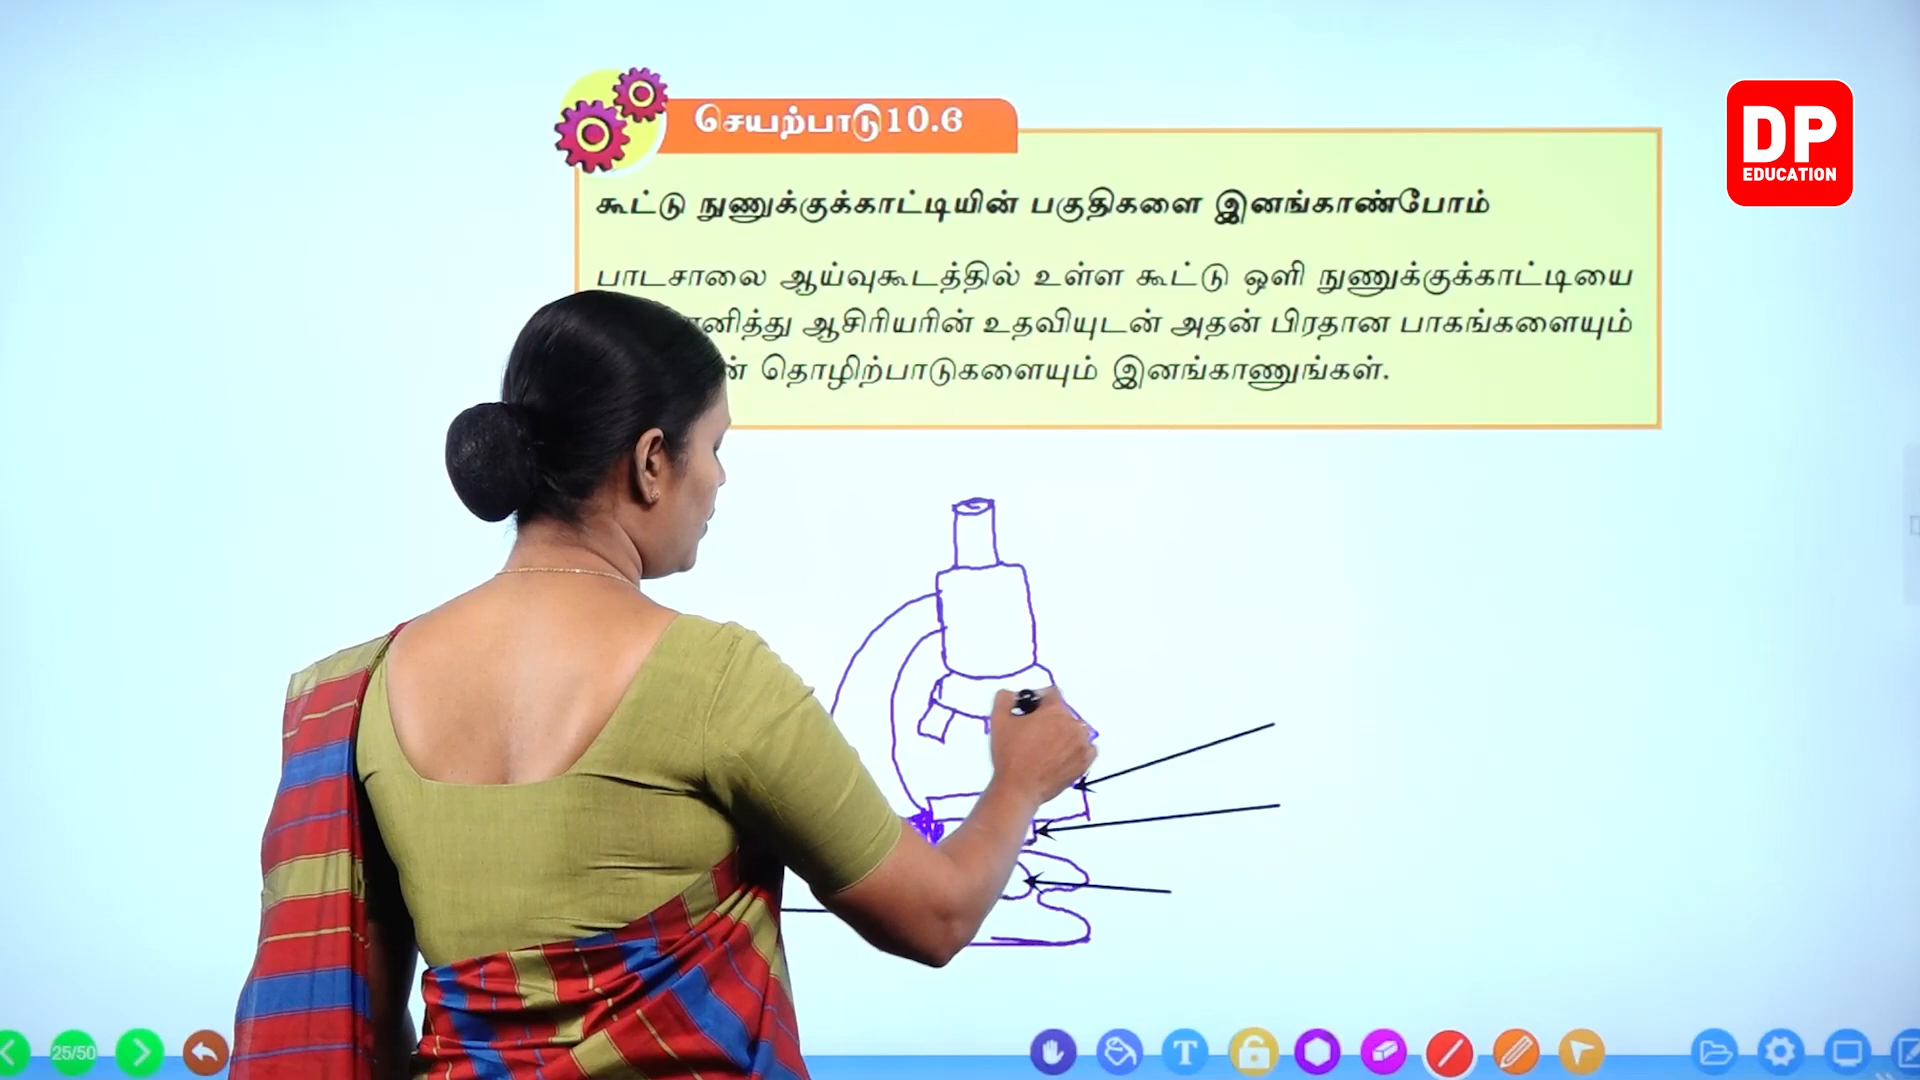 செயற்பாடு 10.6
DP
EDUCATION
கூட்டு நுணுக்குக்காட்டியின் பகுதிகளை இனங்காண்போம்
பாடசாலை ஆய்வுகூடத்தில் உள்ள கூட்டு ஒளி நுணுக்குக்காட்டியை
ஆசிரியரின் உதவியுடன் அதன் பிரதான பாகங்களையும்
தொழிற்பாடுகளையும் இனங்காணுங்கள்.
25/50
T